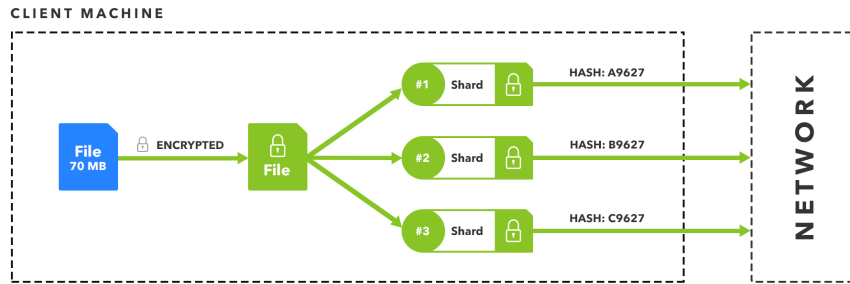 CLIENT MACHINE
File
70 MB
ENCRYPTED
File
#1 Shard
HASH: A9627
#2 Shard
HASH: B9627
#3 Shard
HASH: C9627
NETWORK